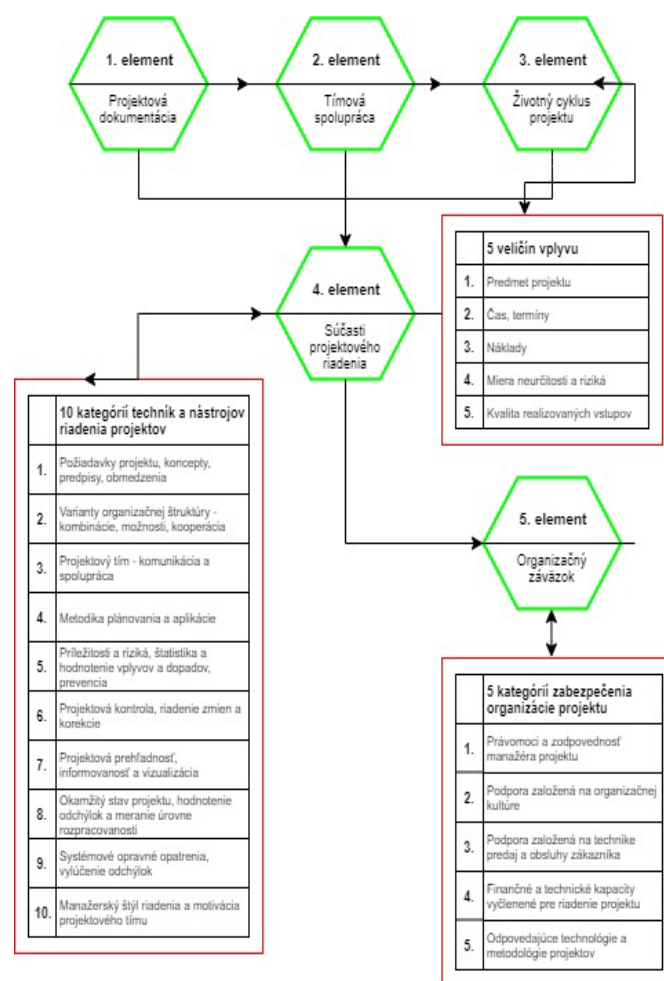 1. element
Projektová
dokumentácia
2. element
Tímová
spolupráca
3. element
Životný cyklus
projektu
4. element
Súčasti
projektového
riadenia
5 veličín vplyvu
1. Predmet projektu
2. Čas, termíny
3. Náklady
4. Miera neurčitosti a riziká
5. Kvalita realizovaných vstupov
10 kategórií techník a nástrojov
riadenia projektov
1. Požiadavky projektu, koncepty,
predpisy, obmedzenia
2. Varianty organizačnej štruktúry -
kombinácie, možnosti, kooperácia
3. Projektový tím - komunikácia a
spolupráca
4. Metodika plánovania a aplikácie
5. Príležitosti a riziká, štatistika a
hodnotenie vplyvov a dopadov,
prevencia
6. Projektová kontrola, riadenie zmien a
korekcie
7. Projektová prehľadnosť,
informovanosť a vizualizácia
8. Okamžitý stav projektu, hodnotenie
odchýlok a meranie úrovne
rozpracovanosti
9. Systémové opravné opatrenia,
vylúčenie odchýlok
10. Manažerský štýl riadenia a motivácia
projektového tímu
5. element
Organizačný
záväzok
5 kategórií zabezpečenia
organizácie projektu
1. Právomoci a zodpovednosť
manažéra projektu
2. Podpora založená na organizačnej
kultúre
3. Podpora založená na technike
predaj a obsluhy zákazníka
4. Finančné a technické kapacity
vyčlenené pre riadenie projektu
5. Odpovedajúce technológie a
metodológie projektov